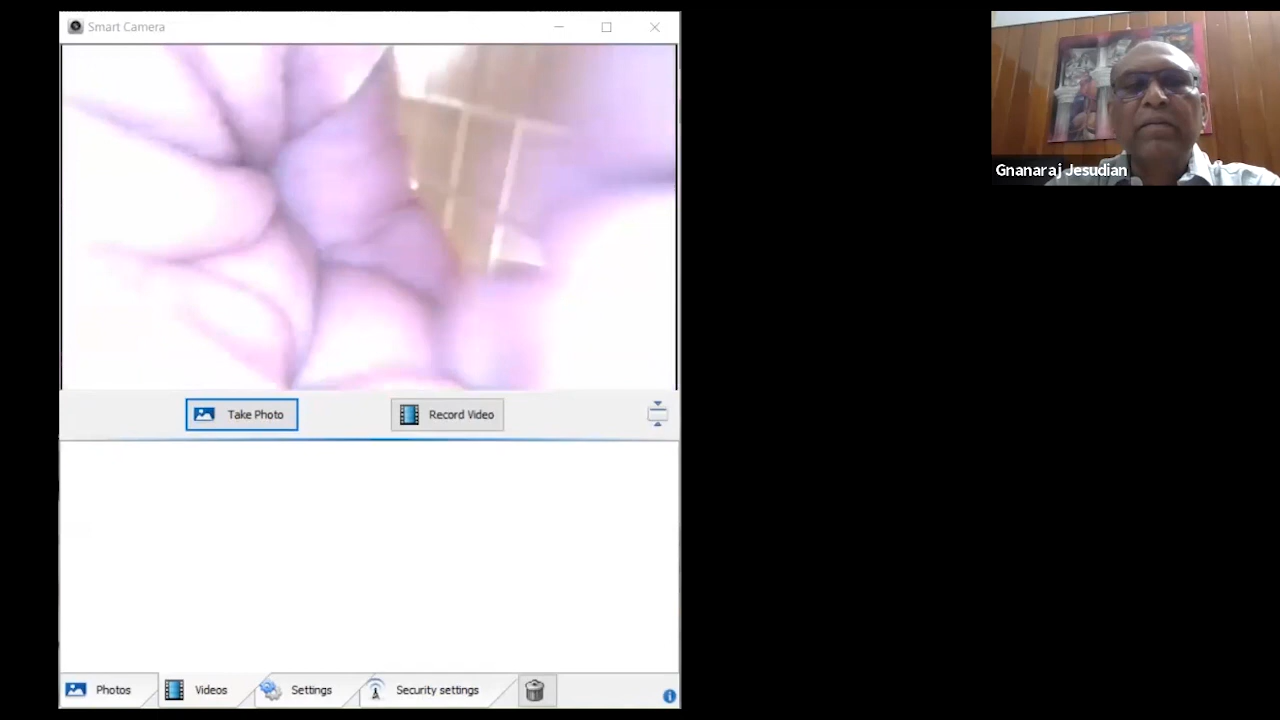 Smart Camera
Gnanaraj Jesudian
Take Photo
Record Video
Photos
Videos
Settings
Security settings